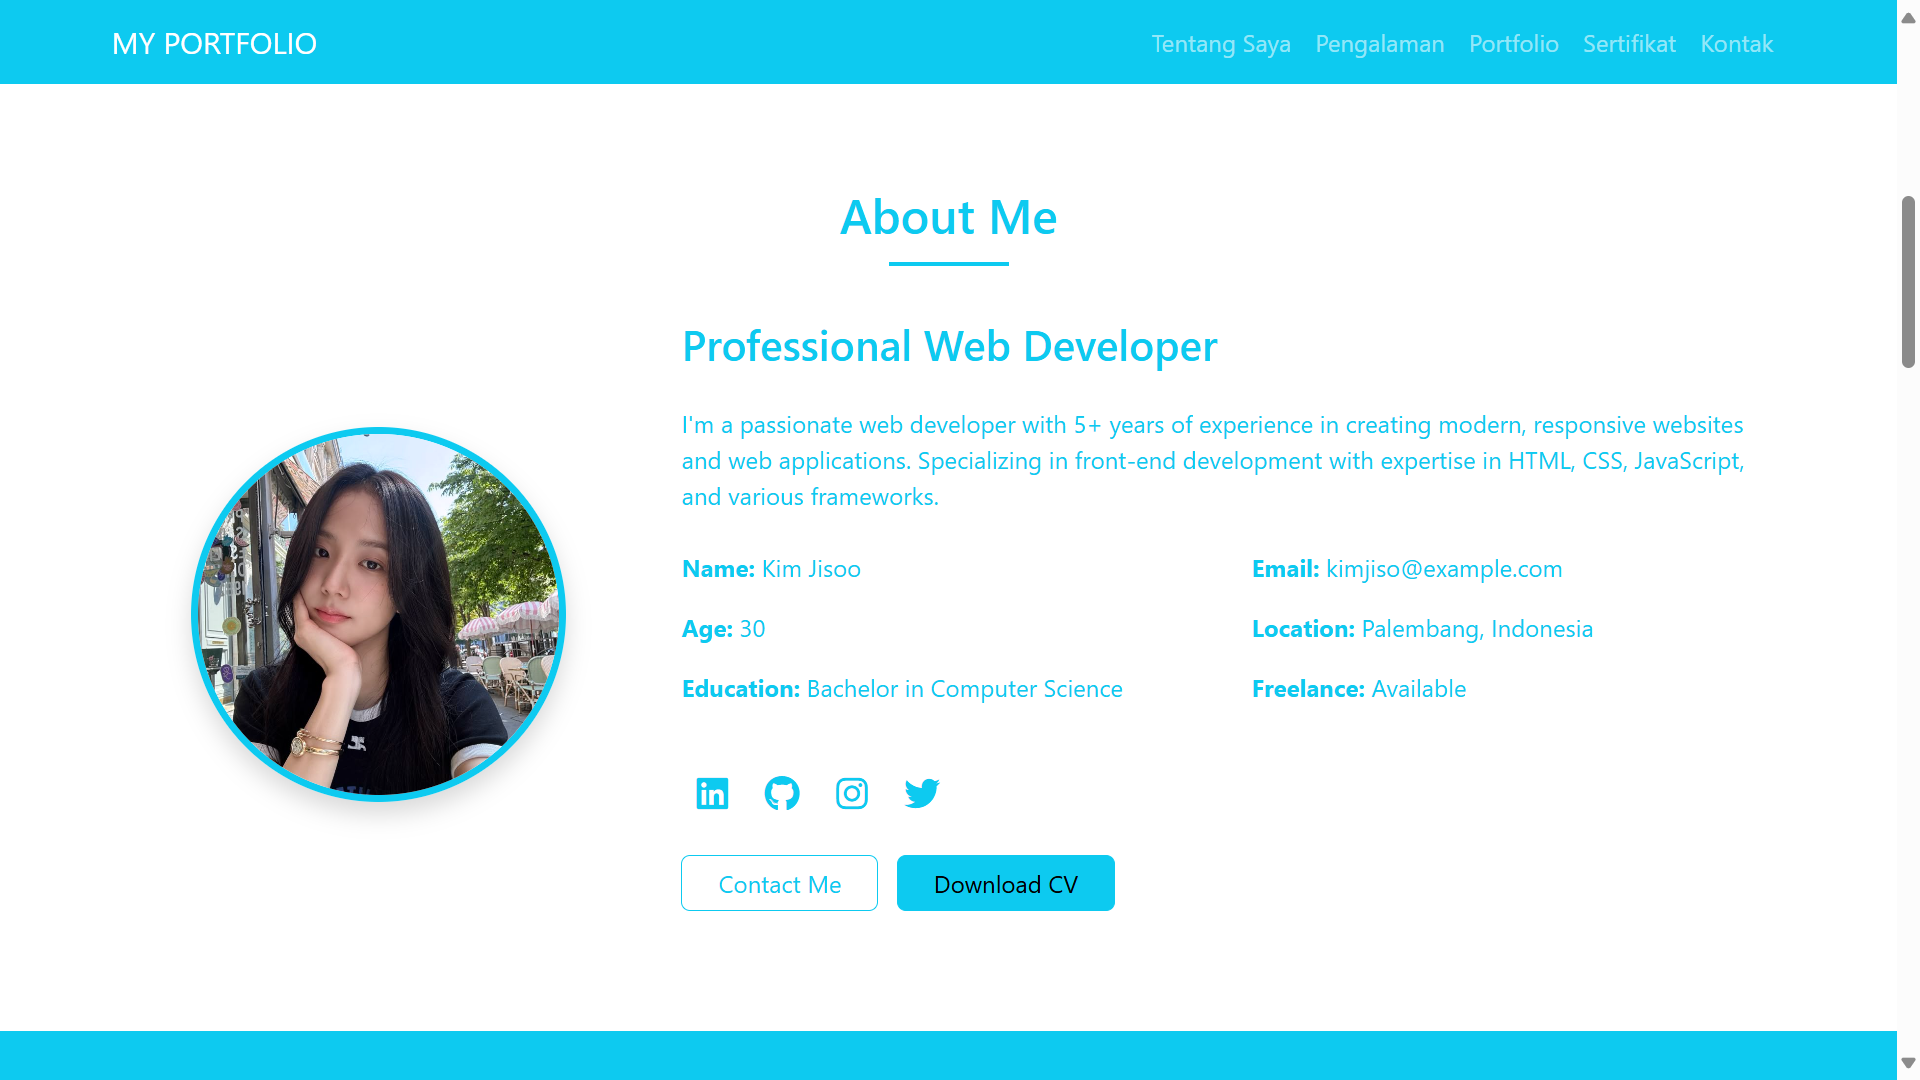 MY PORTFOLIO
Tentang Saya
Pengalaman
Portfolio
Sertifikat
Kontak
About Me
Professional Web Developer
I'm a passionate web developer with 5+ years of experience in creating modern, responsive websites
and web applications. Specializing in front-end development with expertise in HTML, CSS, JavaScript,
and various frameworks.
Name: Kim Jisoo
Email: kimjiso@example.com
Age: 30
Location: Palembang, Indonesia
Education: Bachelor in Computer Science
Freelance: Available
in
Contact Me
Download CV